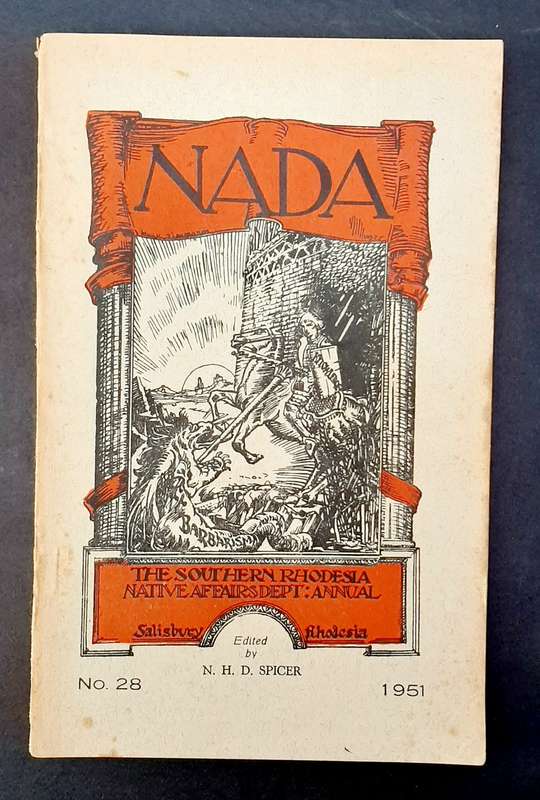 NADA
BARBARISM
THE SOUTHERN RHODESIA
NATIVE AFFAIRS DEPT: ANNUAL
Salisbury Rhodesia
Edited
by
N. H. D. SPICER
No. 28 1951